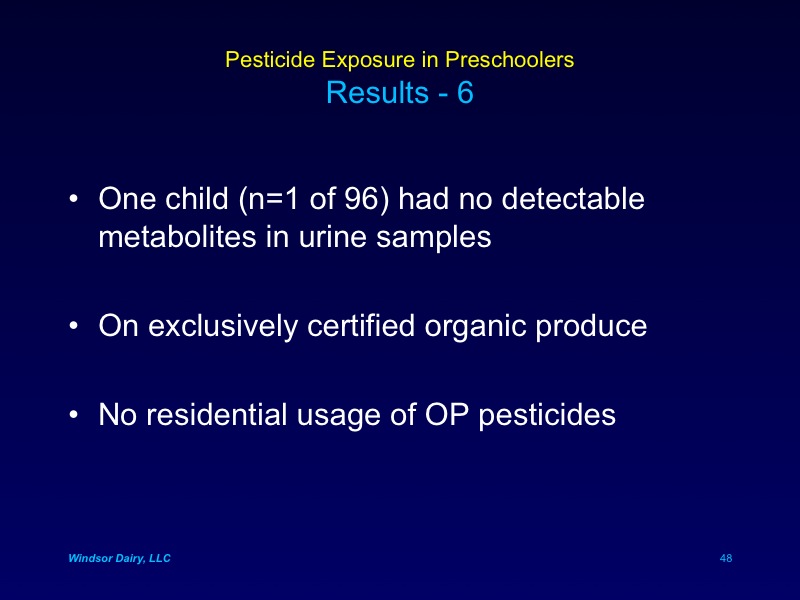 Pesticide Exposure in Preschoolers
Results - 6
• One child (n=1 of 96) had no detectable
metabolites in urine samples
• On exclusively certified organic produce
• No residential usage of OP pesticides
Windsor Dairy, LLC
48